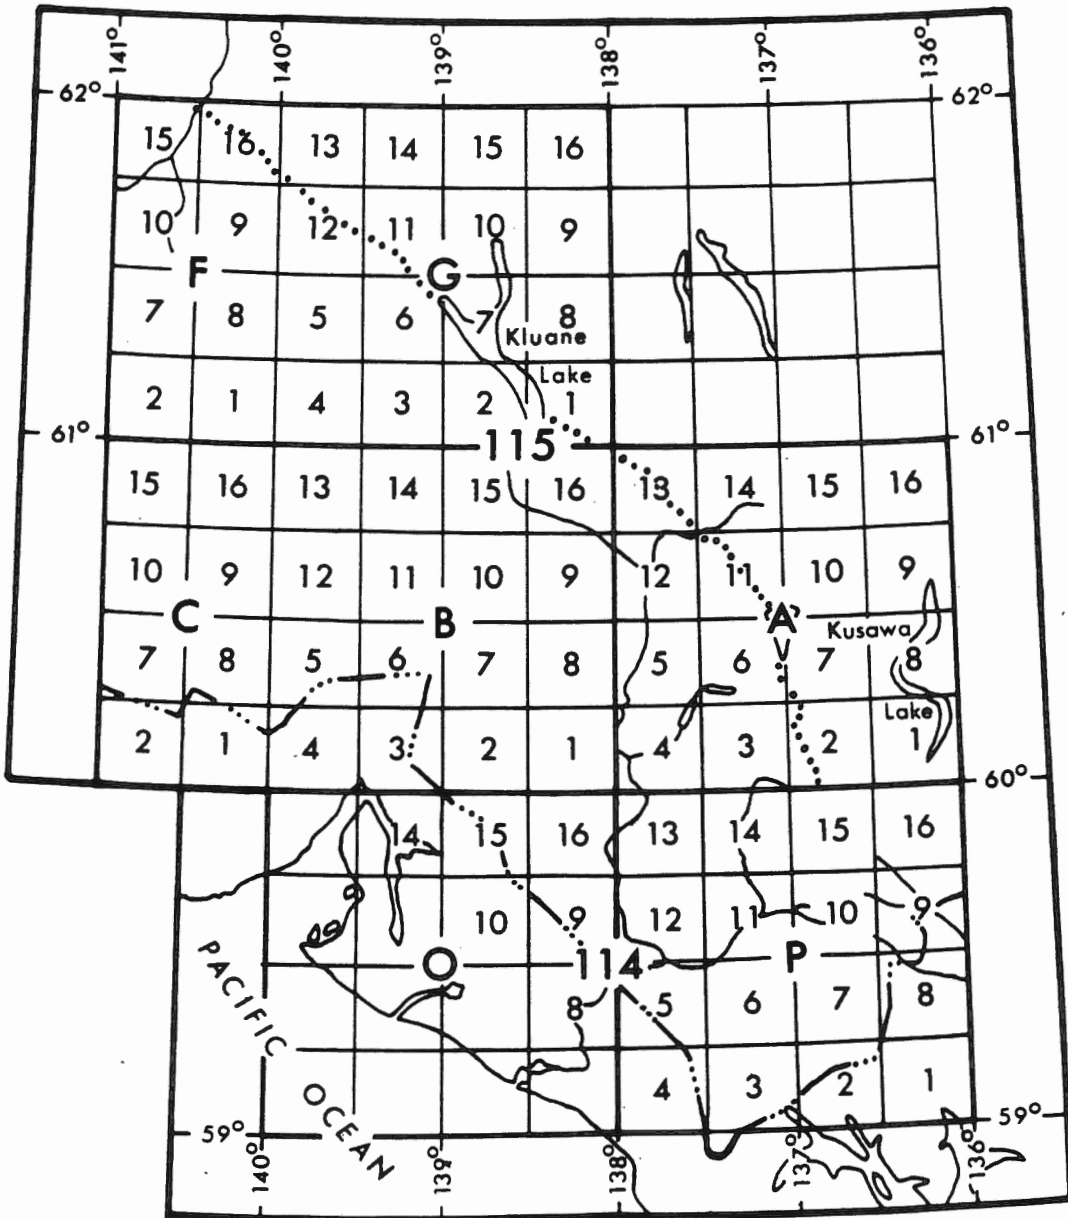 141° 140° 139° 138° 137° 136°
62° 62°
15 16 13 14 15 16
10 9 12 11 10 9
F G
7 8 5 6 7 8
Kluane
Lake
2 1 4 3 2 1
61° 115 61°
15 16 13 14 15 16 13 14 15 16
10 9 12 11 10 9 12 11 10 9
C B A
Kusawa
7 8 5 6 7 8 5 6 7 8
Lake
2 1 4 3 2 1 4 3 2 1
60°
14 15 16 13 14 15 16
10 9 12 11 10 9
O 114 P
PACIFIC
8 5 6 7 8
OCEAN
4 3 2 1
59° 59°
140° 139° 138° 137° 136°